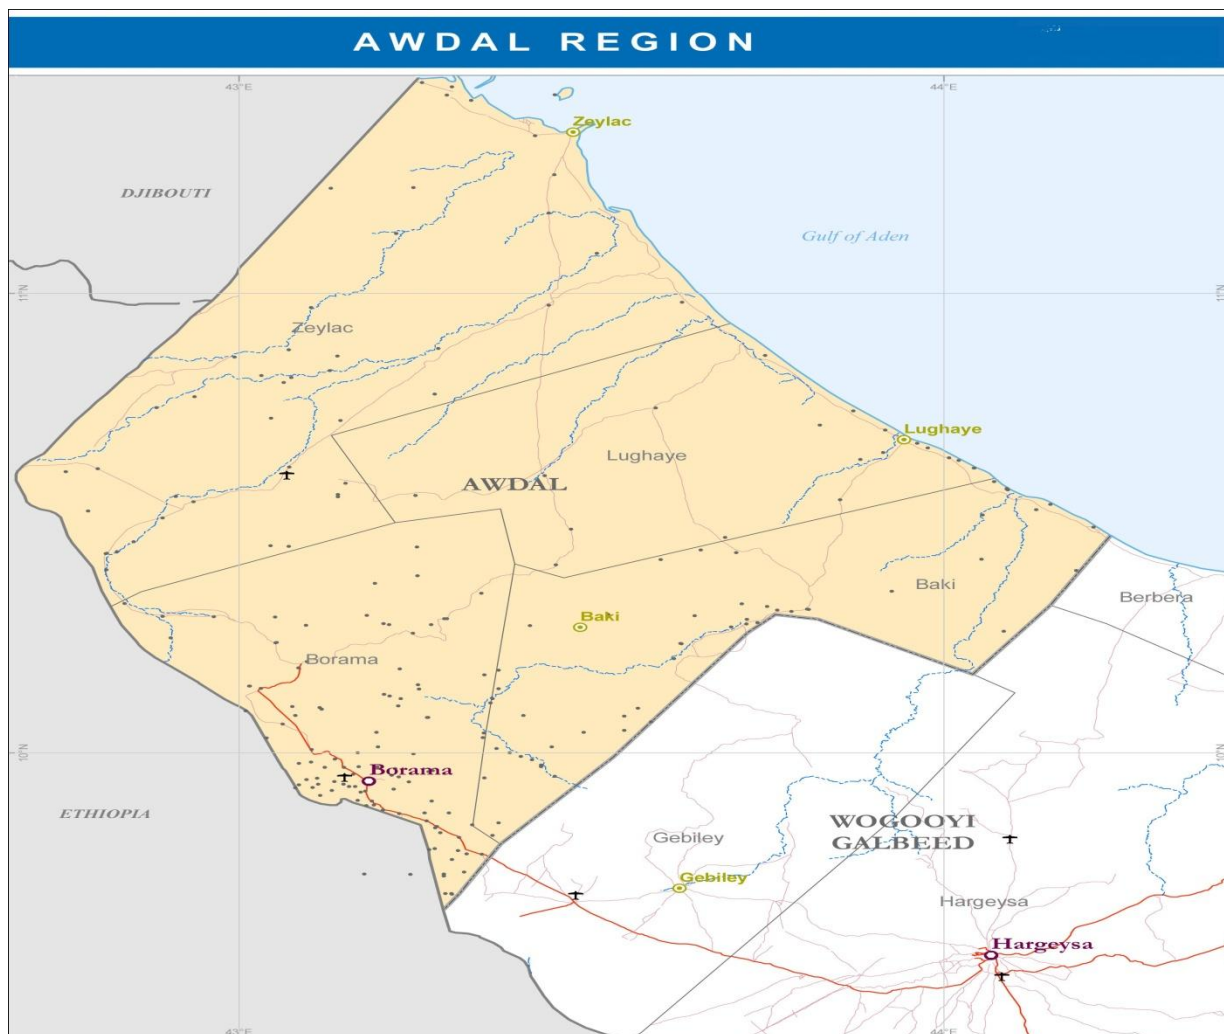 AWDAL REGION
43°E
44°E
Zeylac
DJIBOUTI
Gulf of Aden
11°N
11°N
Zeylac
Lughaye
Lughaye
AWDAL
Baki
Berbera
Baki
Borama
10°N
10°N
Borama
ETHIOPIA
WOGOOYI
GALBEED
Gebiley
Gebiley
Hargeysa
Hargeysa
43°E
44°E